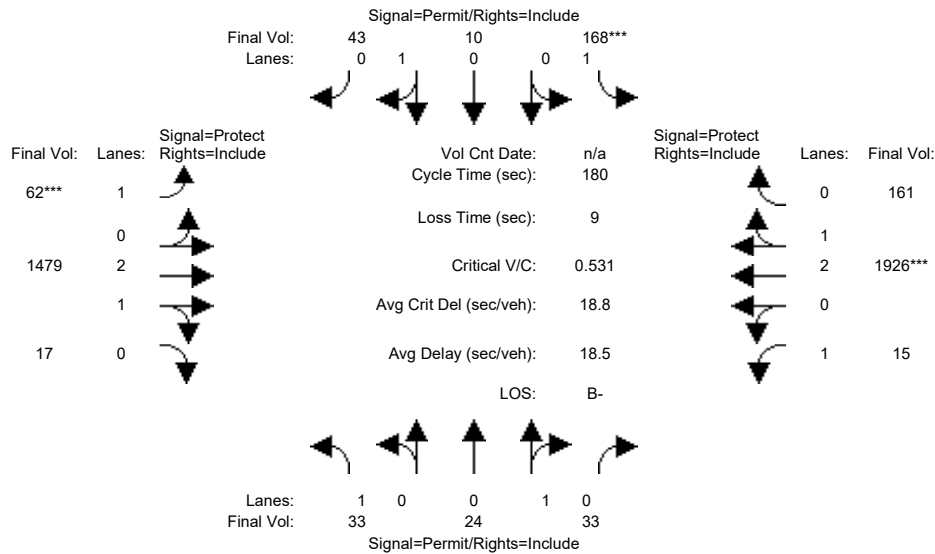 Signal=Permit/Rights=Include
Final Vol: 43 10 168***
Lanes: 0 1 0 0 1
Signal=Protect
Final Vol: Lanes: Rights=Include
Vol Cnt Date: n/a
Signal=Protect
Rights=Include Lanes: Final Vol:
Cycle Time (sec): 180
62*** 1
0 161
Loss Time (sec): 9
0
1
1479 2
Critical V/C: 0.531
2 1926***
1
Avg Crit Del (sec/veh): 18.8
0
17 0
Avg Delay (sec/veh): 18.5
1 15
LOS: B-
Lanes: 1 0 0 1 0
Final Vol: 33 24 33
Signal=Permit/Rights=Include